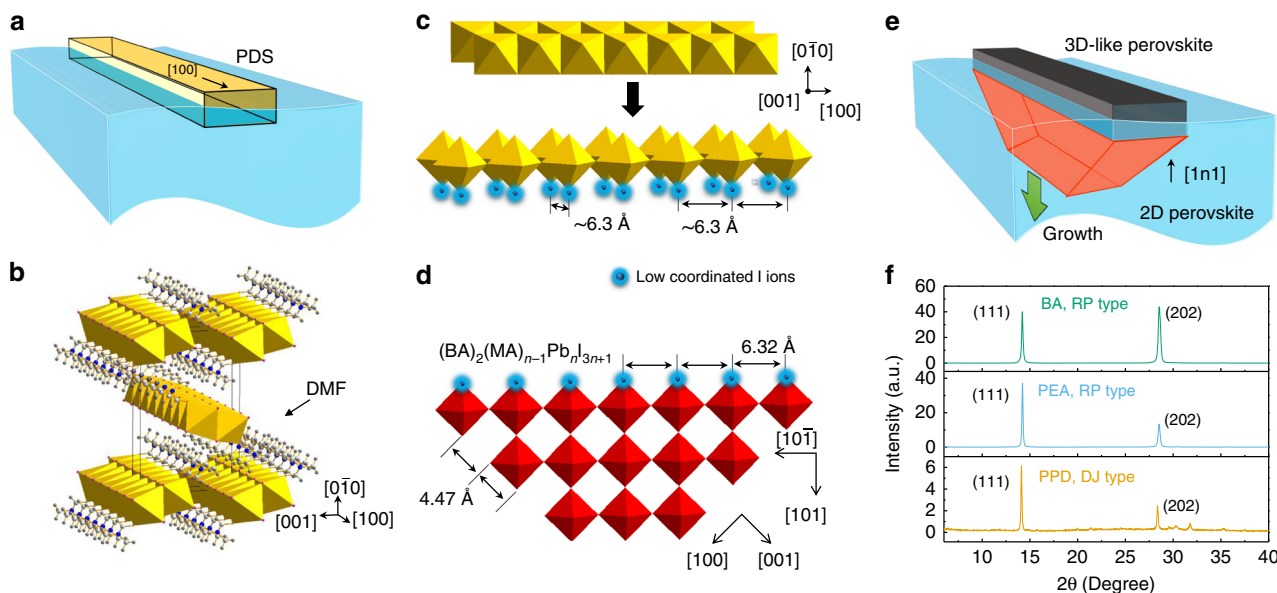 a
PDS
[100]
b
DMF
[01̄0]
[001]
[100]
c
[01̄0]
[001]
[100]
~6.3 Å
~6.3 Å
d
Low coordinated I ions
(BA)₂(MA)ₙ₋₁PbₙI₃ₙ₊₁
6.32 Å
4.47 Å
[101̄]
[101]
[100]
[001]
e
3D-like perovskite
[1n1]
2D perovskite
Growth
f
60
40
20
0
(111)
BA, RP type
(202)
40
20
0
(111)
PEA, RP type
(202)
6
4
2
0
(111)
PPD, DJ type
(202)
Intensity (a.u.)
10 15 20 25 30 35 40
2θ (Degree)